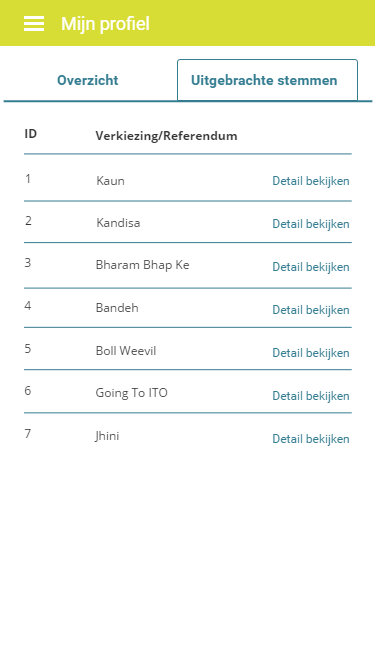 Mijn profiel
Overzicht Uitgebrachte stemmen
ID Verkiezing/Referendum
1 Kaun Detail bekijken
2 Kandisa Detail bekijken
3 Bharam Bhap Ke Detail bekijken
4 Bandeh Detail bekijken
5 Boll Weevil Detail bekijken
6 Going To ITO Detail bekijken
7 Jhini Detail bekijken